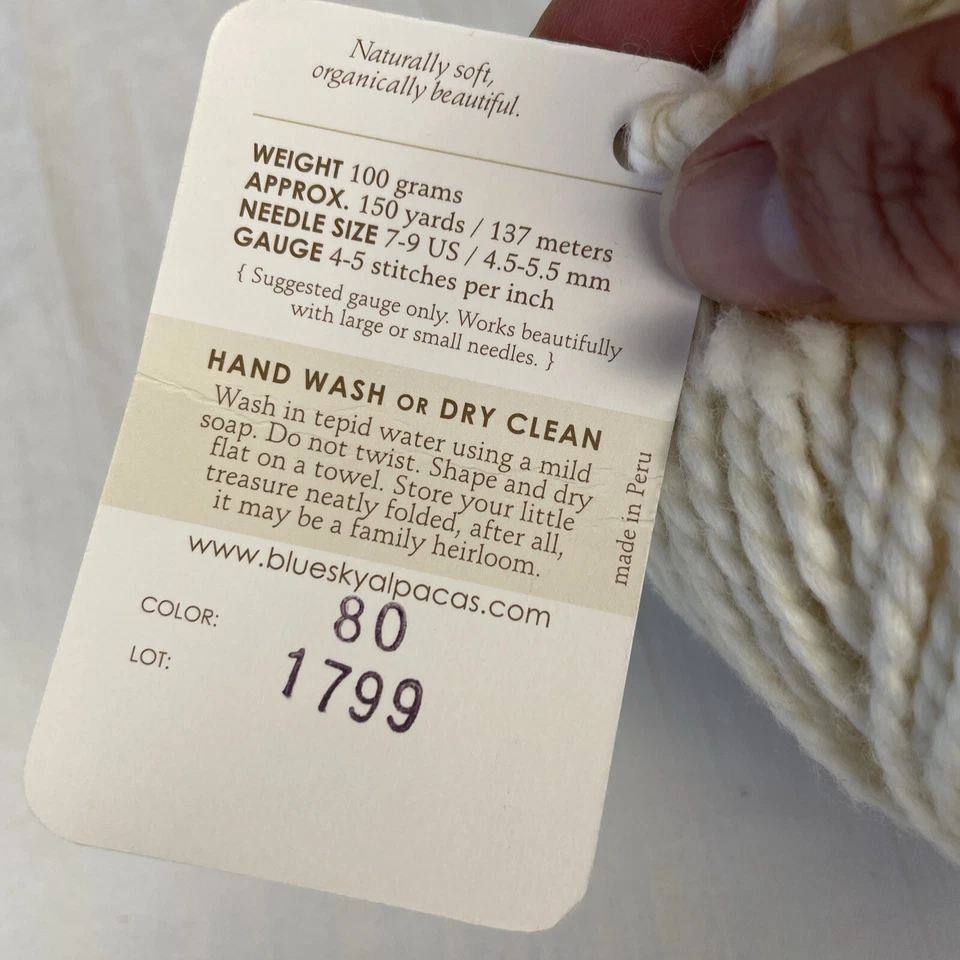 Naturally soft,
organically beautiful.
WEIGHT 100 grams
APPROX. 150 yards / 137 meters
NEEDLE SIZE 7-9 US / 4.5-5.5 mm
GAUGE 4-5 stitches per inch
{ Suggested gauge only. Works beautifully
with large or small needles. }
HAND WASH OR DRY CLEAN
Wash in tepid water using a mild
soap. Do not twist. Shape and dry
flat on a towel. Store your little
treasure neatly folded, after all,
it may be a family heirloom.
made in Peru
www.blueskyalpacas.com
COLOR: 80
LOT: 1799